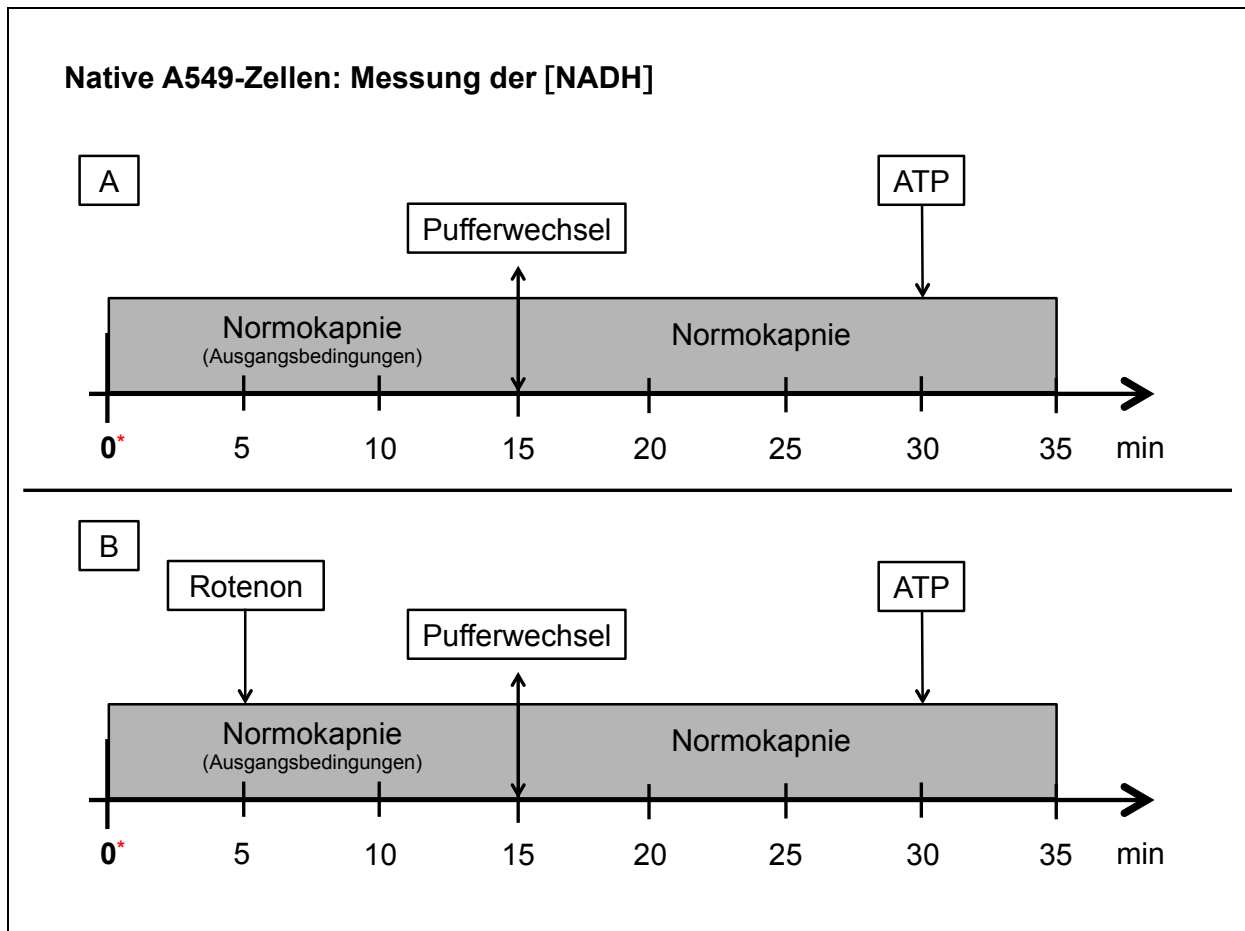 Native A549-Zellen: Messung der [NADH]
A
ATP
Pufferwechsel
Normokapnie
(Ausgangsbedingungen)
Normokapnie
0* 5 10 15 20 25 30 35 min
B
Rotenon
ATP
Pufferwechsel
Normokapnie
(Ausgangsbedingungen)
Normokapnie
0* 5 10 15 20 25 30 35 min